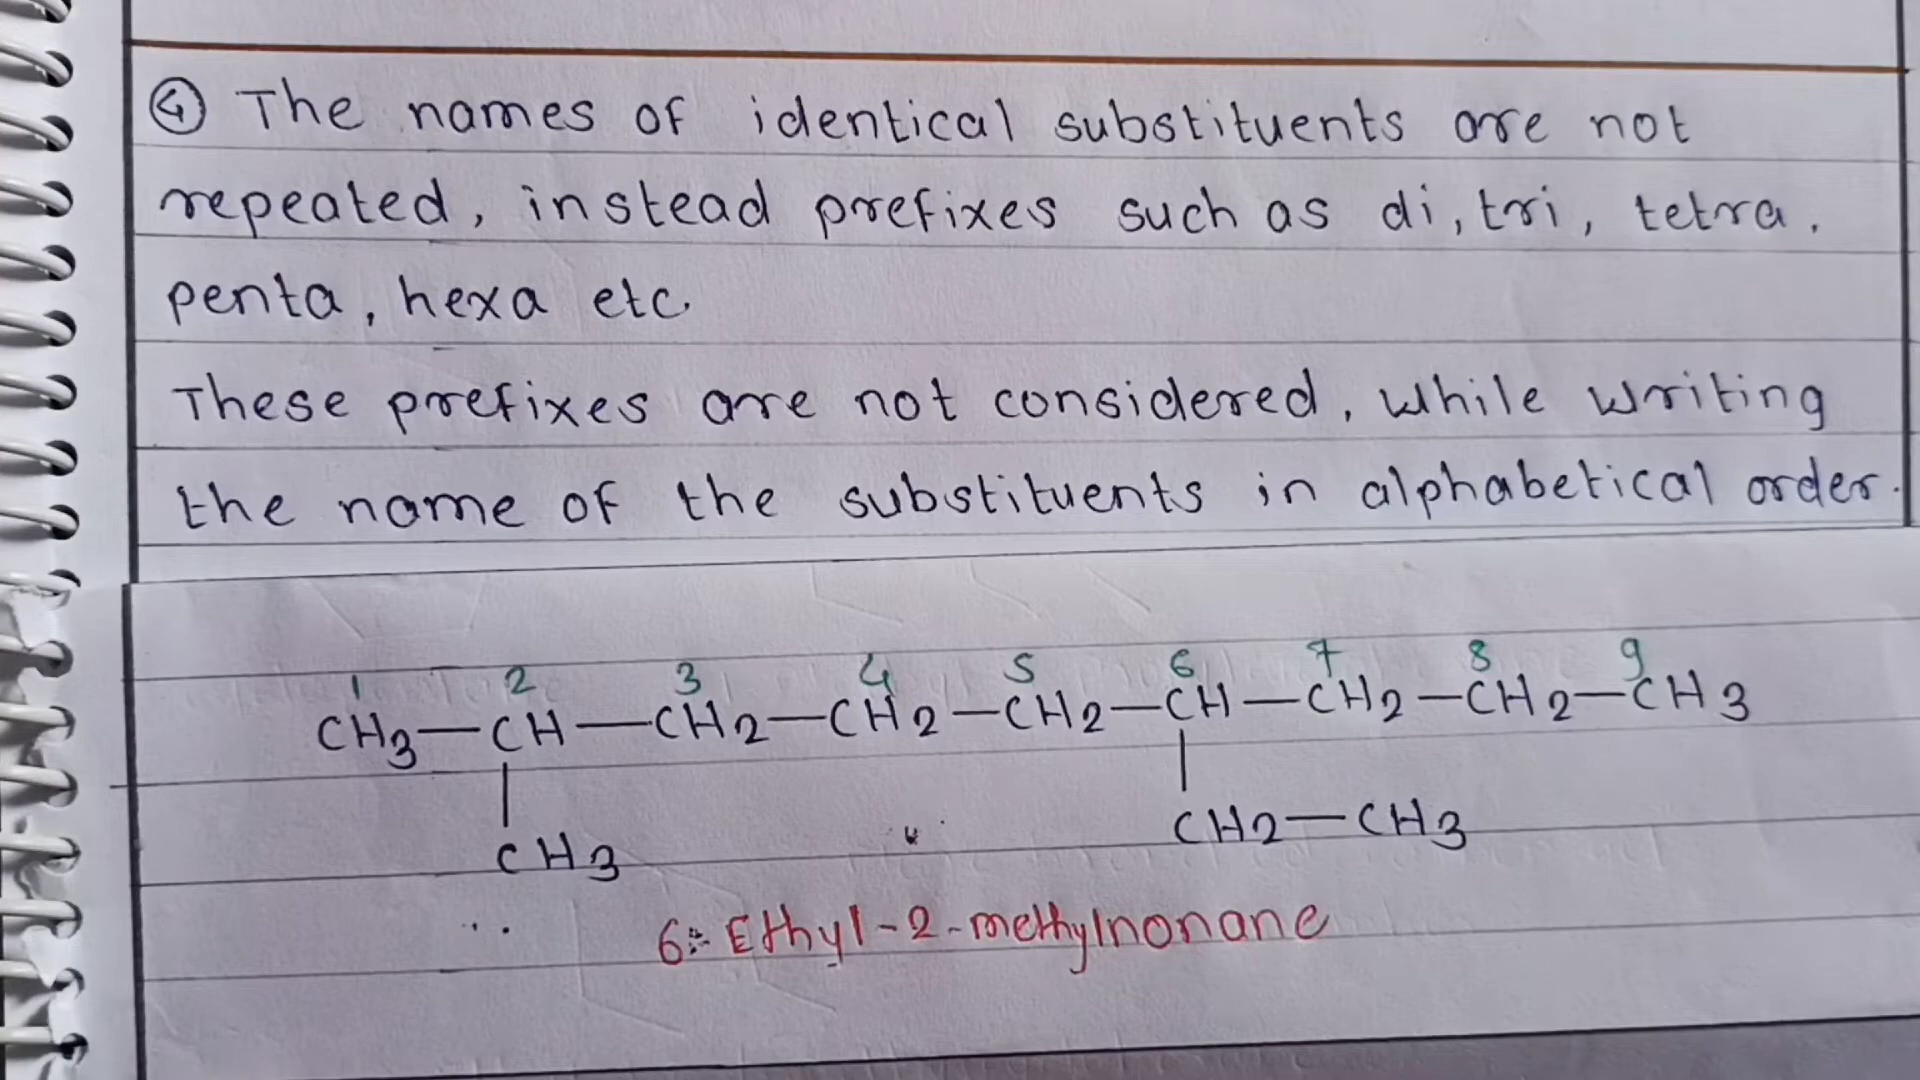 ④ The names of identical substituents are not
repeated, instead prefixes such as di, tri, tetra,
penta, hexa etc.
These prefixes are not considered, while writing
the name of the substituents in alphabetical order.
1 2 3 4 5 6 7 8 9
CH3—CH—CH2—CH2—CH2—CH—CH2—CH2—CH3
| |
CH3 CH2—CH3
6-Ethyl-2-methylnonane